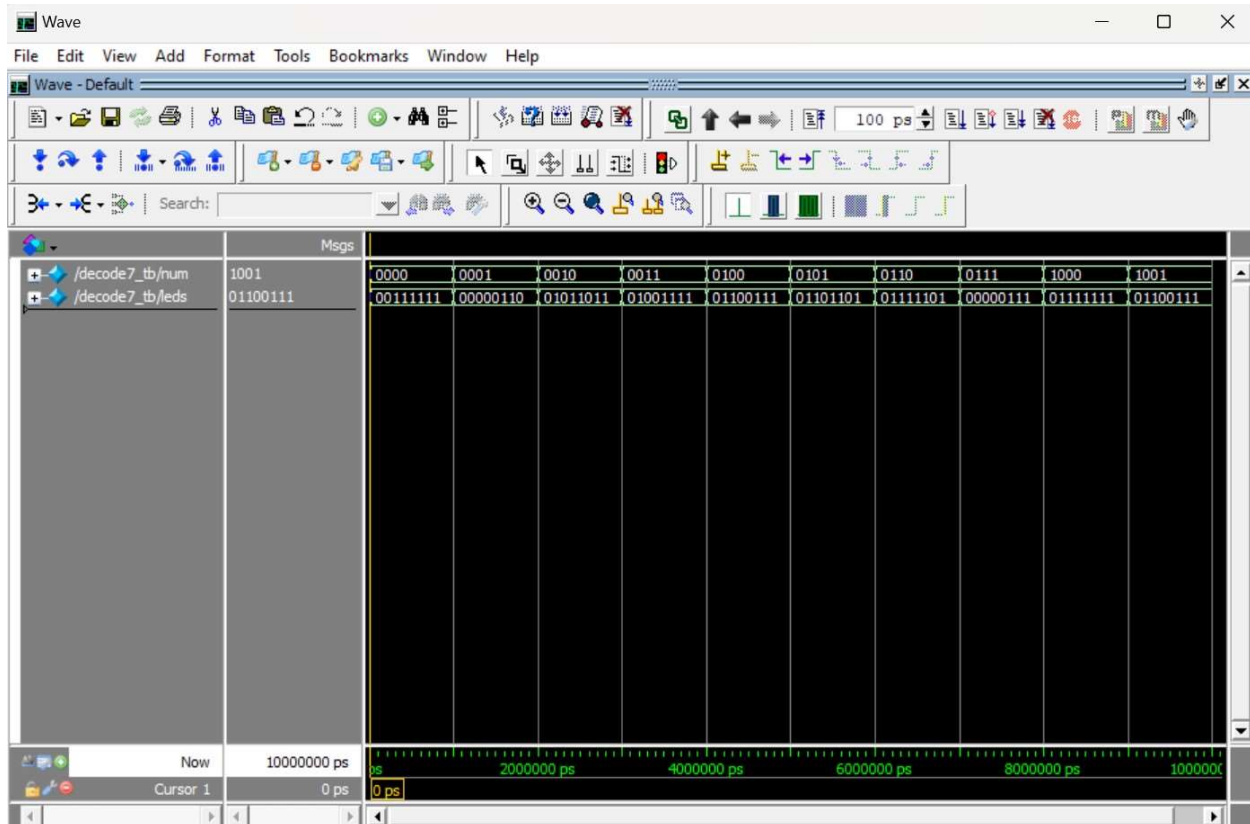 Wave
File Edit View Add Format Tools Bookmarks Window Help
Wave - Default
100 ps
Search:
Msgs
/decode7_tb/num 1001 0000 0001 0010 0011 0100 0101 0110 0111 1000 1001
/decode7_tb/leds 01100111 00111111 00000110 01011011 01001111 01100111 01101101 01111101 00000111 01111111 01100111
Now 10000000 ps ps 2000000 ps 4000000 ps 6000000 ps 8000000 ps 1000000
Cursor 1 0 ps 0 ps